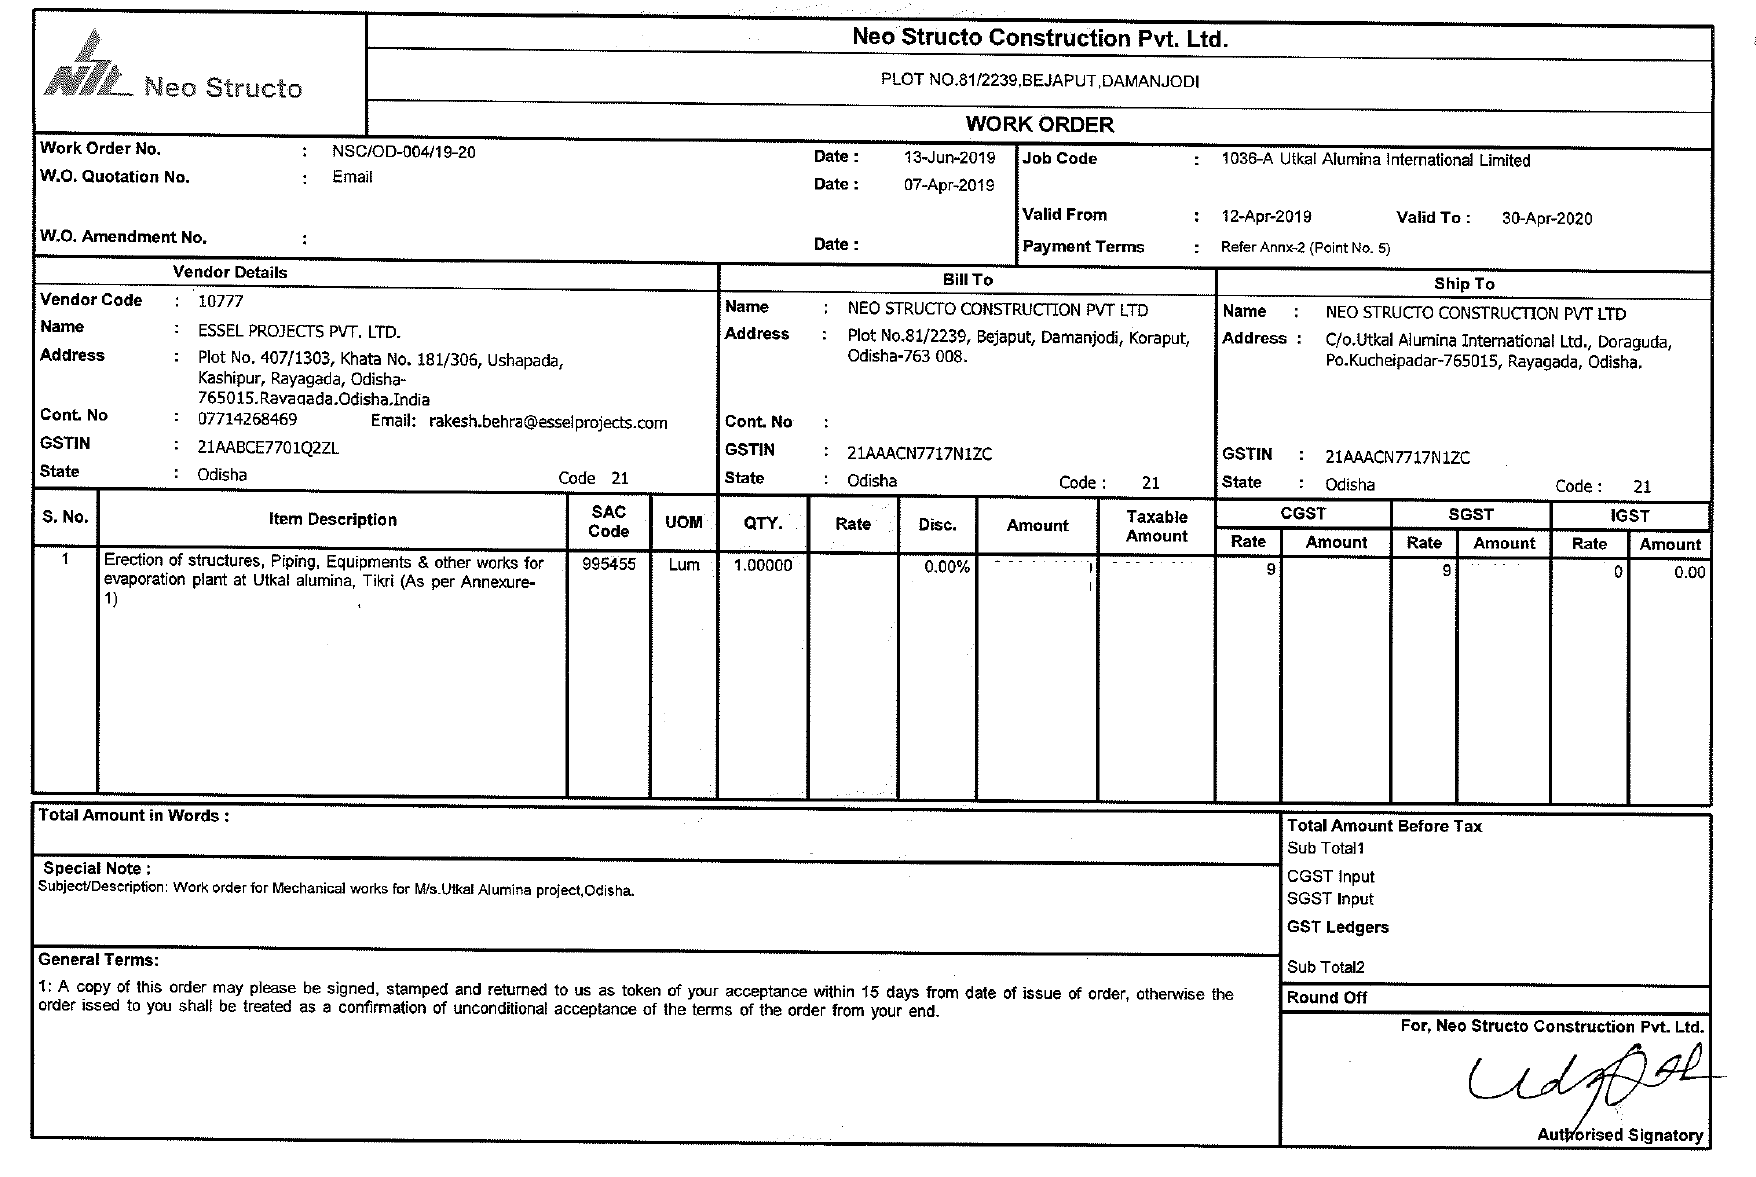 Neo Structo
Neo Structo Construction Pvt. Ltd.
PLOT NO.81/2239,BEJAPUT,DAMANJODI
WORK ORDER
Work Order No. : NSC/OD-004/19-20 Date : 13-Jun-2019
W.O. Quotation No. : Email Date : 07-Apr-2019
W.O. Amendment No. : Date :
Job Code : 1036-A Utkal Alumina International Limited
Valid From : 12-Apr-2019 Valid To : 30-Apr-2020
Payment Terms : Refer Annx-2 (Point No. 5)
Vendor Details
Vendor Code : 10777
Name : ESSEL PROJECTS PVT. LTD.
Address : Plot No. 407/1303, Khata No. 181/306, Ushapada,
Kashipur, Rayagada, Odisha-
765015.Rayagada.Odisha.India
Cont. No : 07714268469 Email: rakesh.behra@esselprojects.com
GSTIN : 21AABCE7701Q2ZL
State : Odisha Code 21
Bill To
Name : NEO STRUCTO CONSTRUCTION PVT LTD
Address : Plot No.81/2239, Bejaput, Damanjodi, Koraput,
Odisha-763 008.
Cont. No :
GSTIN : 21AAACN7717N1ZC
State : Odisha Code : 21
Ship To
Name : NEO STRUCTO CONSTRUCTION PVT LTD
Address : C/o.Utkal Alumina International Ltd., Doraguda,
Po.Kucheipadar-765015, Rayagada, Odisha.
GSTIN : 21AAACN7717N1ZC
State : Odisha Code : 21
S. No. Item Description SAC Code UOM QTY. Rate Disc. Amount Taxable Amount CGST SGST IGST
Rate Amount Rate Amount Rate Amount
1 Erection of structures, Piping, Equipments & other works for 995455 Lum 1.00000 0.00% 9 9 0 0.00
evaporation plant at Utkal alumina, Tikri (As per Annexure-
1)
Total Amount in Words :
Special Note :
Subject/Description: Work order for Mechanical works for M/s.Utkal Alumina project,Odisha.
General Terms:
1: A copy of this order may please be signed, stamped and returned to us as token of your acceptance within 15 days from date of issue of order, otherwise the
order issed to you shall be treated as a confirmation of unconditional acceptance of the terms of the order from your end.
Total Amount Before Tax
Sub Total1
CGST Input
SGST Input
GST Ledgers
Sub Total2
Round Off
For, Neo Structo Construction Pvt. Ltd.
Authorised Signatory